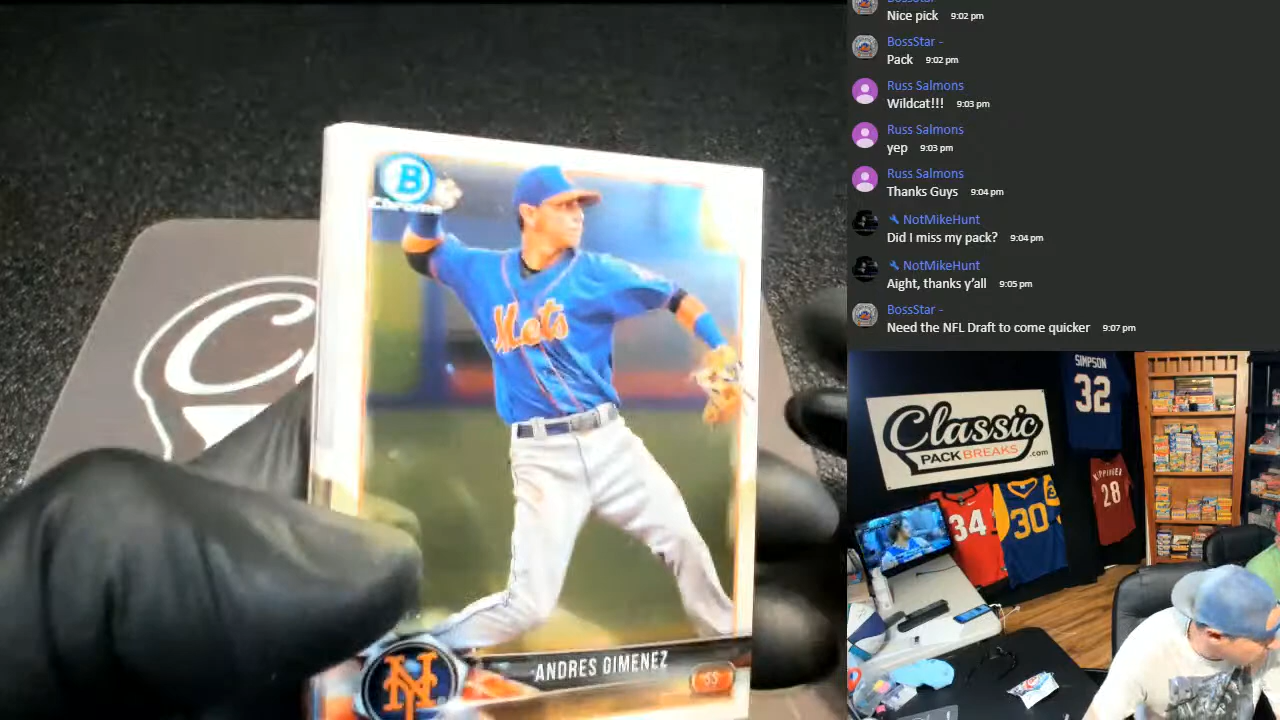 B
Chrome
Mets
ANDRES GIMENEZ
SS
NY
C
BossStar -
Nice pick 9:02 pm
BossStar -
Pack 9:02 pm
Russ Salmons
Wildcat!!! 9:03 pm
Russ Salmons
yep 9:03 pm
Russ Salmons
Thanks Guys 9:04 pm
NotMikeHunt
Did I miss my pack? 9:04 pm
NotMikeHunt
Aight, thanks y'all 9:05 pm
BossStar -
Need the NFL Draft to come quicker 9:07 pm
SIMPSON
32
Classic
PACK BREAKS .com
34
30
28